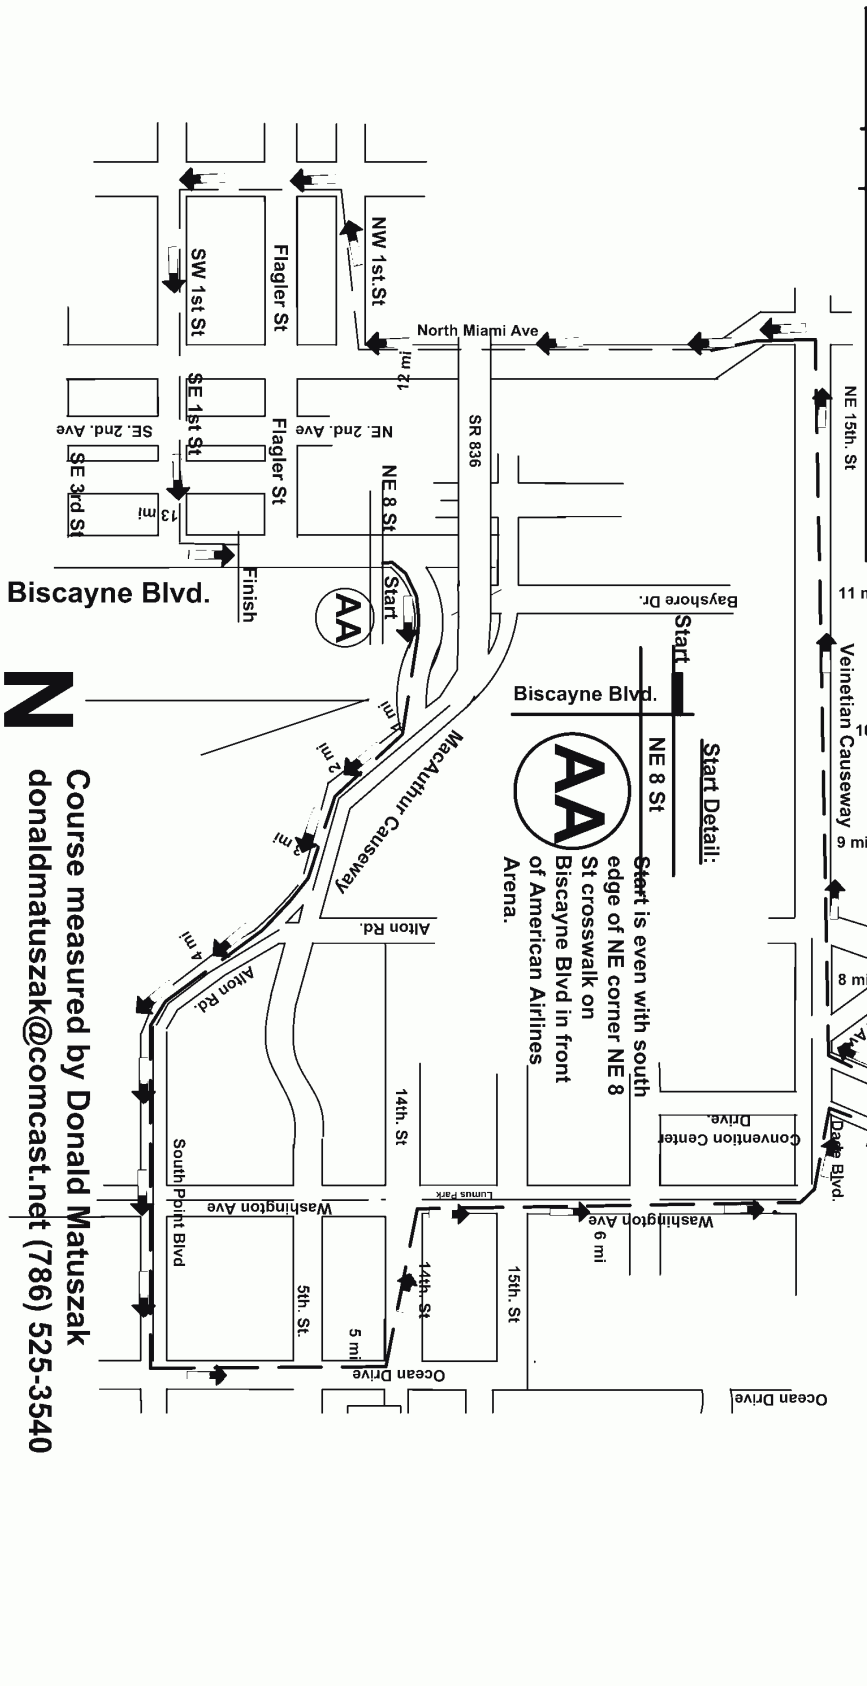 NW 1st.St
SW 1st St
Flagler St
North Miami Ave
12 mi
SR 836
NE 15th. St
SE 1st St
Flagler St
SE. 2nd. Ave
NE. 2nd. Ave
SE 3rd St
NE 8 St
13 mi
Finish
Start
Biscayne Blvd.
AA
Bayshore Dr.
11 m
Veinetian Causeway
10
9 mi
8 mi
N
1 mi
2 mi
3 mi
4 mi
MacAuthur Causeway
Start
Biscayne Blvd.
NE 8 St
AA
Start Detail:
Start is even with south
edge of NE corner NE 8
St crosswalk on
Biscayne Blvd in front
of American Airlines
Arena.
Alton Rd.
Alton Rd.
14th. St
Convention Center
Drive.
Dade Blvd.
Lumus Park
Washington Ave
Washington Ave
South Point Blvd
6 mi
5th. St.
14th. St
15th. St
5 mi
Ocean Drive
Ocean Drive
Course measured by Donald Matuszak
donaldmatuszak@comcast.net (786) 525-3540